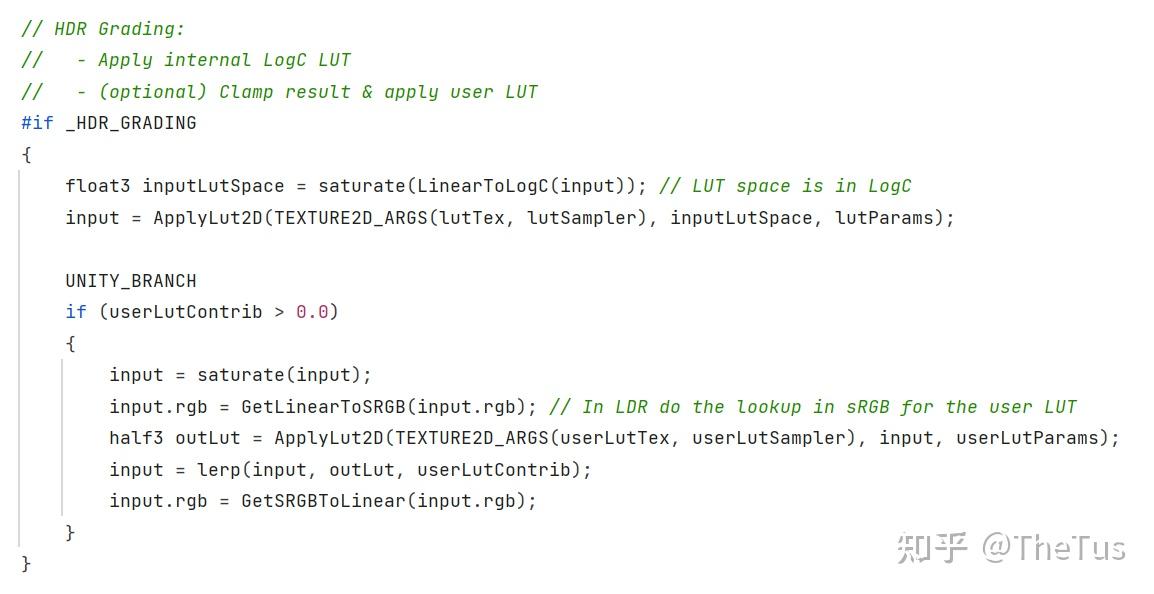 // HDR Grading:
//   - Apply internal LogC LUT
//   - (optional) Clamp result & apply user LUT
#if _HDR_GRADING
{
    float3 inputLutSpace = saturate(LinearToLogC(input)); // LUT space is in LogC
    input = ApplyLut2D(TEXTURE2D_ARGS(lutTex, lutSampler), inputLutSpace, lutParams);

    UNITY_BRANCH
    if (userLutContrib > 0.0)
    {
        input = saturate(input);
        input.rgb = GetLinearToSRGB(input.rgb); // In LDR do the lookup in sRGB for the user LUT
        half3 outLut = ApplyLut2D(TEXTURE2D_ARGS(userLutTex, userLutSampler), input, userLutParams);
        input = lerp(input, outLut, userLutContrib);
        input.rgb = GetSRGBToLinear(input.rgb);
    }
}
知乎 @TheTus